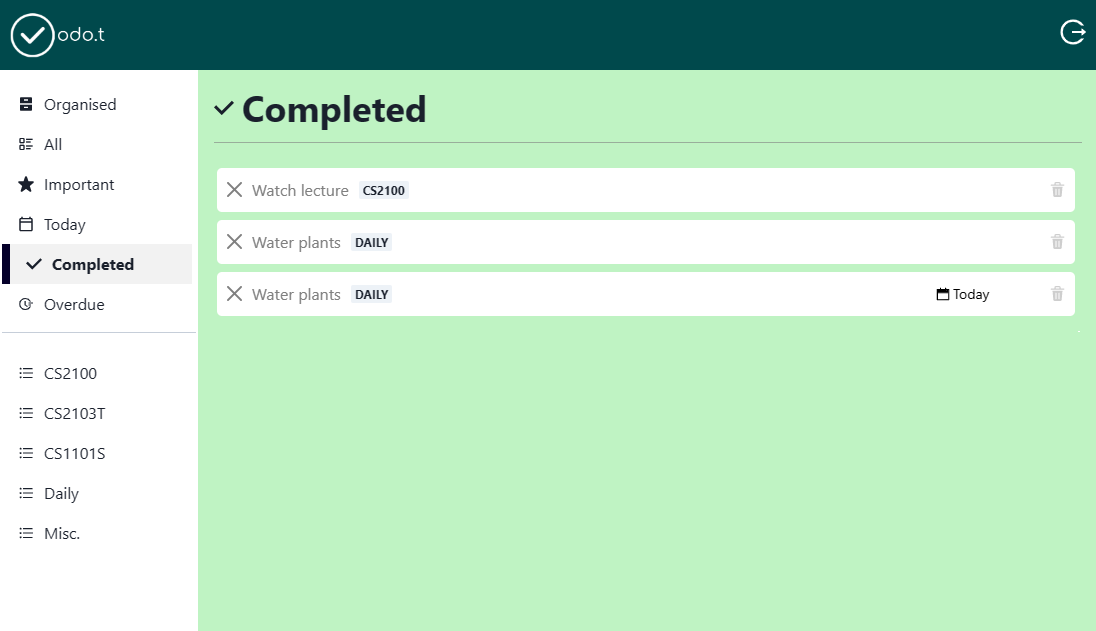 odo.t
Organised
All
Important
Today
Completed
Overdue
CS2100
CS2103T
CS1101S
Daily
Misc.
Completed
Watch lecture CS2100
Water plants DAILY
Water plants DAILY Today